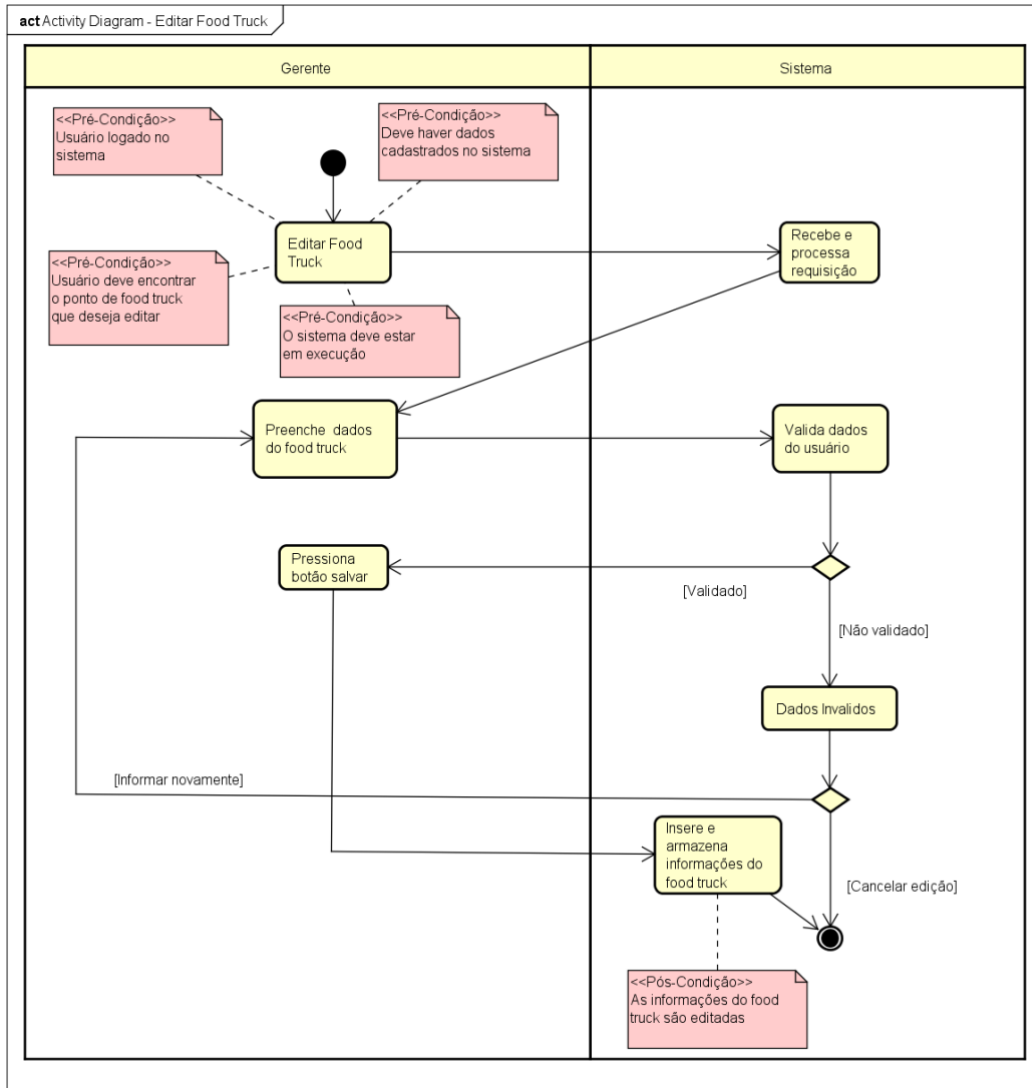 act Activity Diagram - Editar Food Truck
Gerente
Sistema
<<Pré-Condição>>
Usuário logado no
sistema
<<Pré-Condição>>
Deve haver dados
cadastrados no sistema
Editar Food
Truck
Recebe e
processa
requisição
<<Pré-Condição>>
Usuário deve encontrar
o ponto de food truck
que deseja editar
<<Pré-Condição>>
O sistema deve estar
em execução
Preenche dados
do food truck
Valida dados
do usuário
Pressiona
botão salvar
[Validado]
[Não validado]
Dados Invalidos
[Informar novamente]
Insere e
armazena
informações do
food truck
[Cancelar edição]
<<Pós-Condição>>
As informações do food
truck são editadas